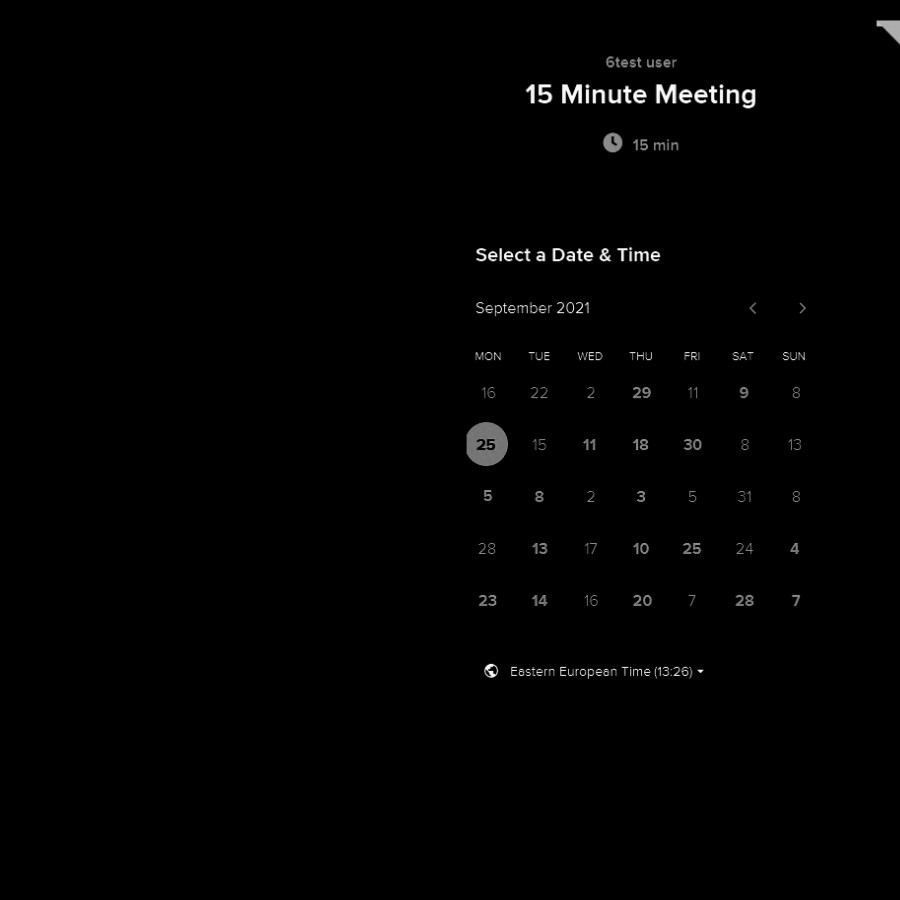 6test user
15 Minute Meeting
15 min
Select a Date & Time
September 2021
MON TUE WED THU FRI SAT SUN
16 22 2 29 11 9 8
25 15 11 18 30 8 13
5 8 2 3 5 31 8
28 13 17 10 25 24 4
23 14 16 20 7 28 7
Eastern European Time (13:26)